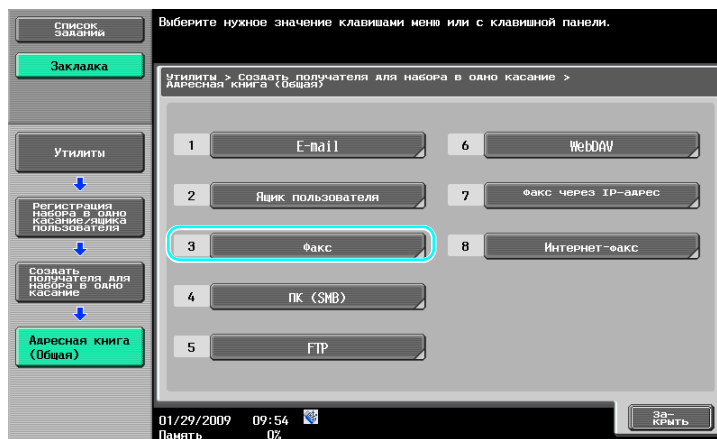 Список
заданий
Выберите нужное значение клавишами меню или с клавишной панели.
Закладка
Утилиты > Создать получателя для набора в одно касание >
Адресная книга (Общая)
1 E-mail
6 WebDAV
Утилиты
2 Ящик пользователя
7 Факс через IP-адрес
Регистрация
набора в одно
касание/ящика
пользователя
3 Факс
8 Интернет-факс
Создать
получателя для
набора в одно
касание
4 ПК (SMB)
Адресная книга
(Общая)
5 FTP
01/29/2009 09:54
Память 0%
За-
крыть